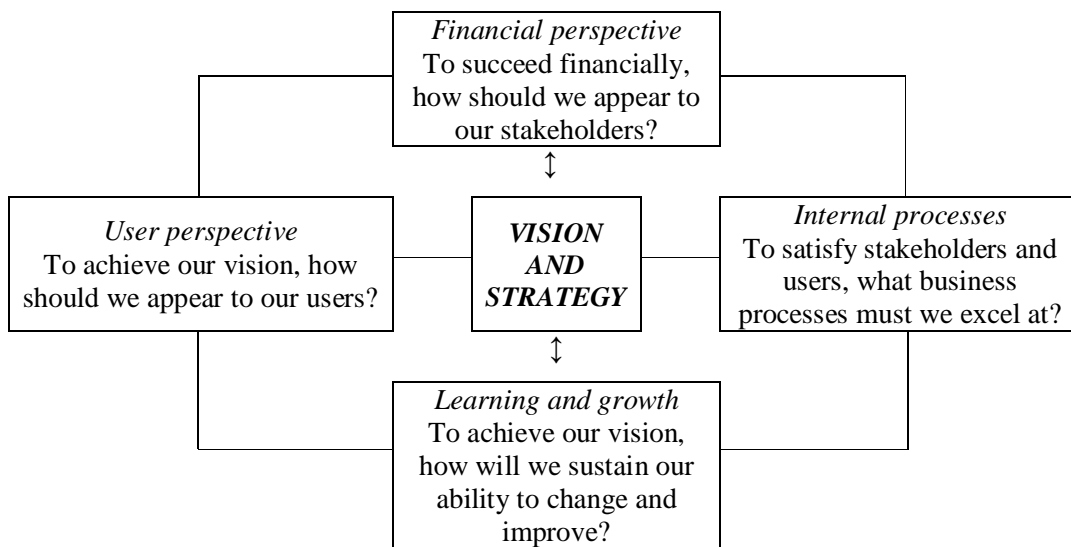 Financial perspective
To succeed financially,
how should we appear to
our stakeholders?
↕
User perspective
To achieve our vision, how
should we appear to our users?
VISION
AND
STRATEGY
Internal processes
To satisfy stakeholders and
users, what business
processes must we excel at?
↕
Learning and growth
To achieve our vision,
how will we sustain our
ability to change and
improve?